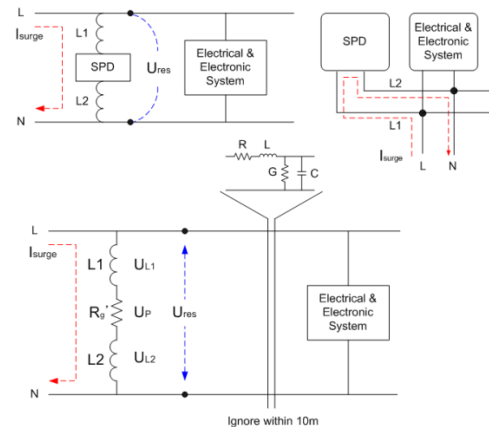 L
Isurge
L1
SPD
L2
N
Ures
Electrical &
Electronic
System
SPD
Electrical &
Electronic
System
L2
L1
Isurge
L
N
R
L
G
C
L
Isurge
L1
UL1
Rg'
UP
Ures
L2
UL2
N
Electrical &
Electronic
System
Ignore within 10m